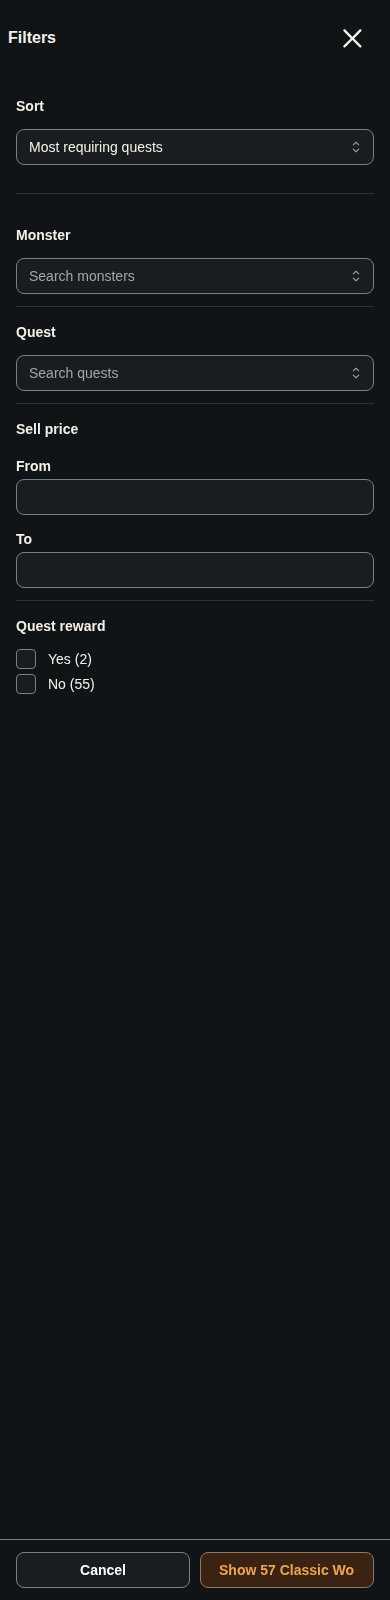 Filters
Sort
Most requiring quests
Monster
Search monsters
Quest
Search quests
Sell price
From
To
Quest reward
Yes (2)
No (55)
Cancel
Show 57 Classic Wo